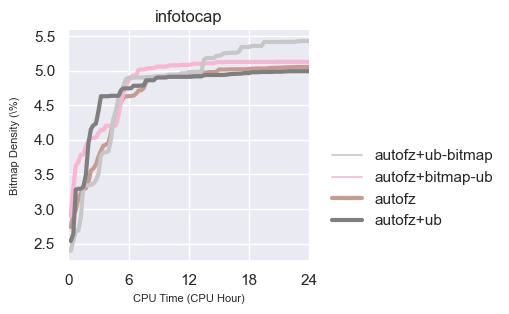 infotocap
5.5
5.0
4.5
4.0
3.5
3.0
2.5
Bitmap Density (\%)
0 6 12 18 24
CPU Time (CPU Hour)
autofz+ub-bitmap
autofz+bitmap-ub
autofz
autofz+ub